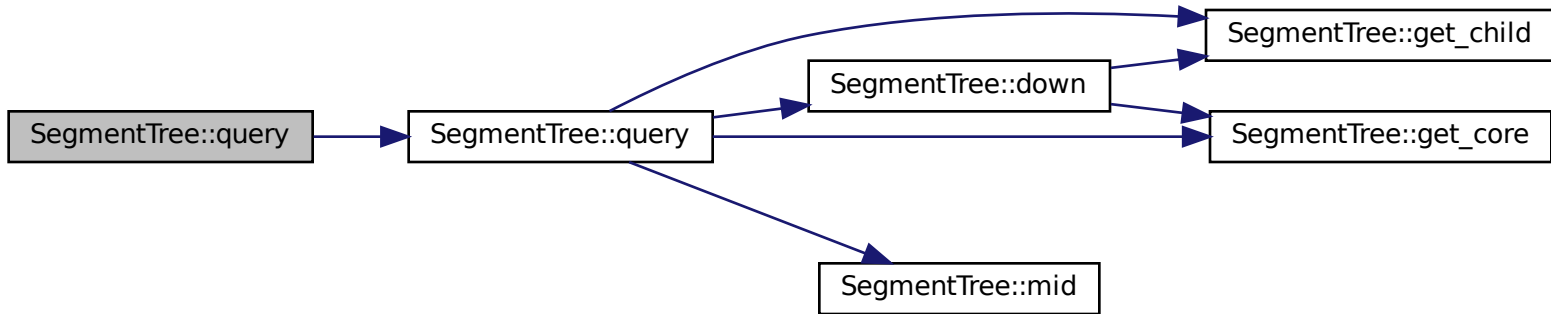 SegmentTree::query
SegmentTree::query
SegmentTree::down
SegmentTree::get_child
SegmentTree::get_core
SegmentTree::mid